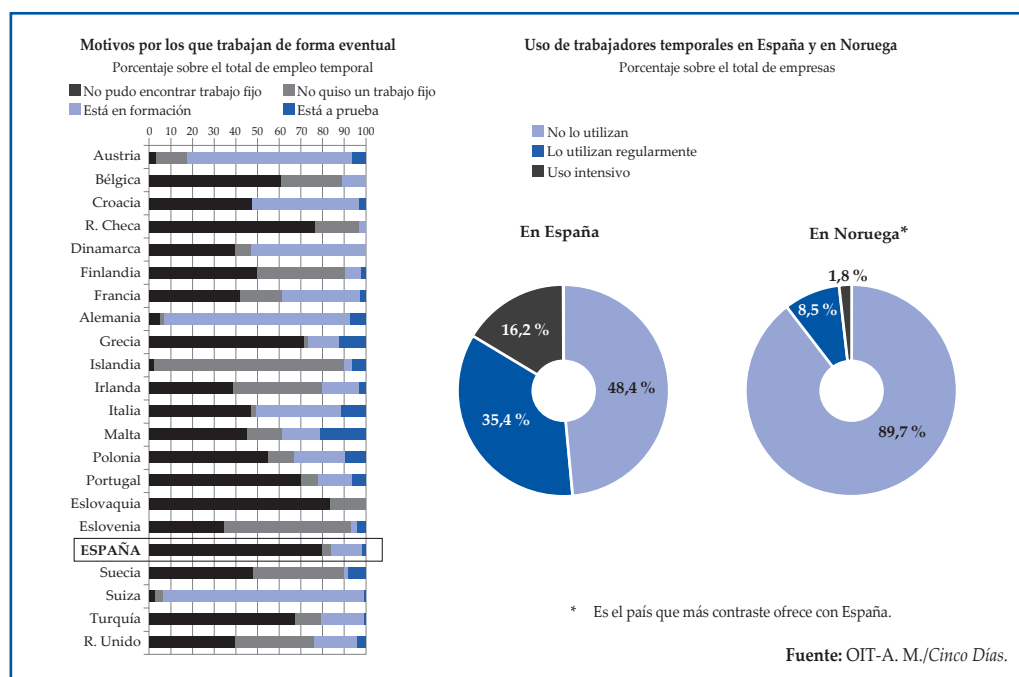 Motivos por los que trabajan de forma eventual
Porcentaje sobre el total de empleo temporal
No pudo encontrar trabajo fijo
No quiso un trabajo fijo
Está en formación
Está a prueba
0 10 20 30 40 50 60 70 80 90 100
Austria
Bélgica
Croacia
R. Checa
Dinamarca
Finlandia
Francia
Alemania
Grecia
Islandia
Irlanda
Italia
Malta
Polonia
Portugal
Eslovaquia
Eslovenia
ESPAÑA
Suecia
Suiza
Turquía
R. Unido
Uso de trabajadores temporales en España y en Noruega
Porcentaje sobre el total de empresas
No lo utilizan
Lo utilizan regularmente
Uso intensivo
En España
16,2 %
48,4 %
35,4 %
En Noruega*
1,8 %
8,5 %
89,7 %
* Es el país que más contraste ofrece con España.
Fuente: OIT-A. M./Cinco Días.